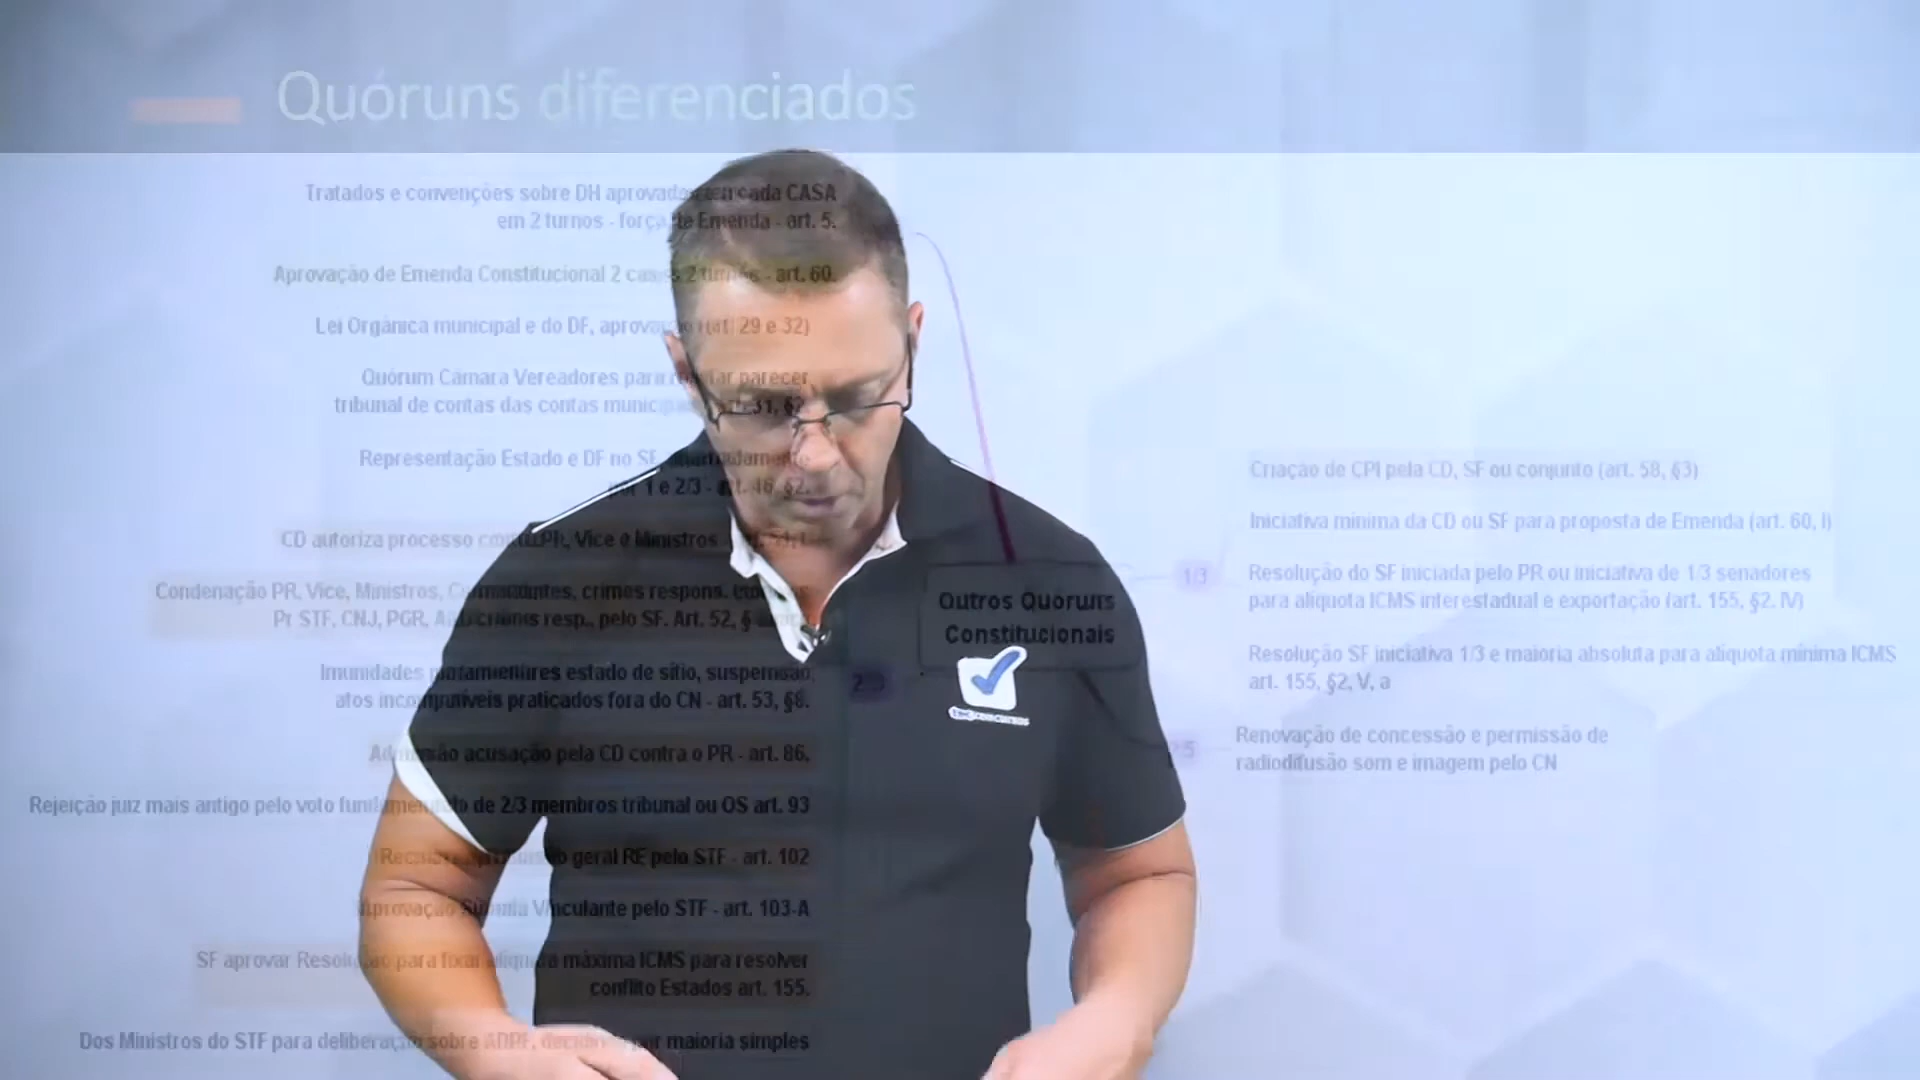 Quóruns diferenciados
Tratados e convenções sobre DH aprovados em cada CASA
em 2 turnos - força de Emenda - art. 5.
Aprovação de Emenda Constitucional 2 casas 2 turnos - art. 60.
Lei Orgânica municipal e do DF, aprovação (art. 29 e 32)
Quórum Câmara Vereadores para rejeitar parecer
tribunal de contas das contas municipais art. 31, §2.
Representação Estado e DF no SF
por 1 e 2/3 - art. 46, §2.
CD autoriza processo contra PR, Vice e Ministros - art. 51, I
Condenação PR, Vice, Ministros, Comandantes, crimes respons.
Pr STF, CNJ, PGR, AGU crimes resp., pelo SF. Art. 52, §
Imunidades parlamentares estado de sítio, suspensão,
atos incompatíveis praticados fora do CN - art. 53, §8.
Admissão acusação pela CD contra o PR - art. 86.
Rejeição juiz mais antigo pelo voto fundamentado de 2/3 membros tribunal ou OS art. 93
geral RE pelo STF - art. 102
Aprovação Súmula Vinculante pelo STF - art. 103-A
SF aprovar Resolução para fixar alíquota máxima ICMS para resolver
conflito Estados art. 155.
Dos Ministros do STF para deliberação sobre ADPF, decidindo por maioria simples
2/3
Outros Quoruns
Constitucionais
1/3
Criação de CPI pela CD, SF ou conjunto (art. 58, §3)
Iniciativa mínima da CD ou SF para proposta de Emenda (art. 60, I)
Resolução do SF iniciada pelo PR ou iniciativa de 1/3 senadores
para alíquota ICMS interestadual e exportação (art. 155, §2. IV)
Resolução SF iniciativa 1/3 e maioria absoluta para alíquota mínima ICMS
art. 155, §2, V, a
2/5
Renovação de concessão e permissão de
radiodifusão som e imagem pelo CN